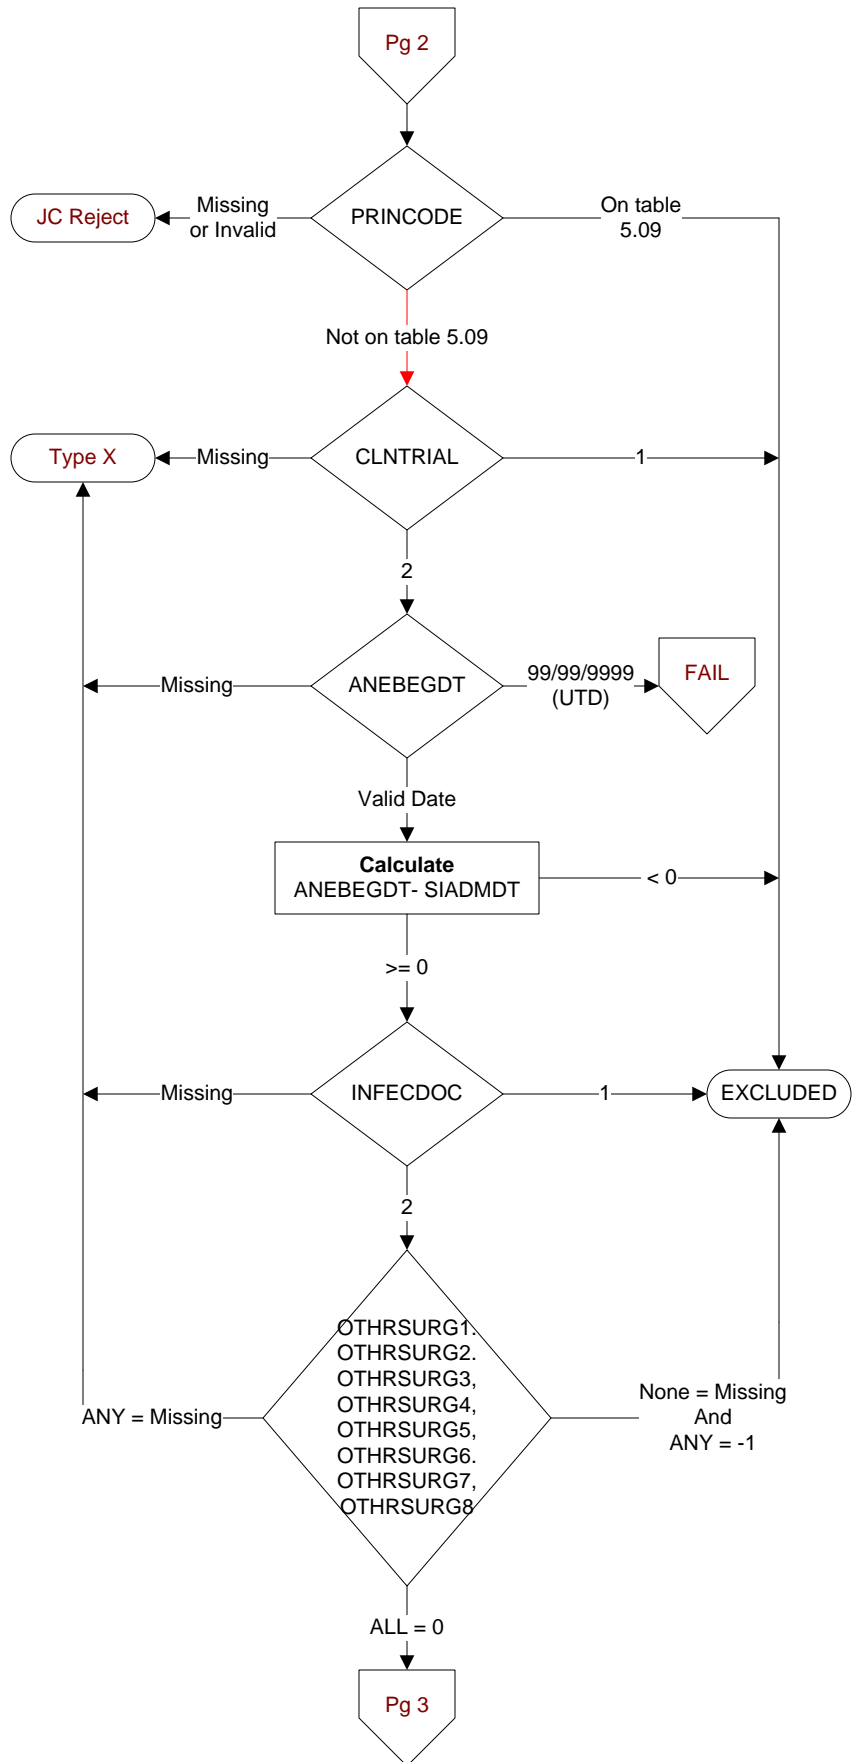 Pg 2
PRINCODE
Missing
or Invalid
JC Reject
On table
5.09
Not on table 5.09
CLNTRIAL
Missing
Type X
1
2
ANEBEGDT
Missing
99/99/9999
(UTD)
FAIL
Valid Date
Calculate
ANEBEGDT- SIADMDT
< 0
>= 0
INFECDOC
Missing
1
EXCLUDED
2
OTHRSURG1.
OTHRSURG2.
OTHRSURG3,
OTHRSURG4,
OTHRSURG5,
OTHRSURG6.
OTHRSURG7,
OTHRSURG8
ANY = Missing
None = Missing
And
ANY = -1
ALL = 0
Pg 3